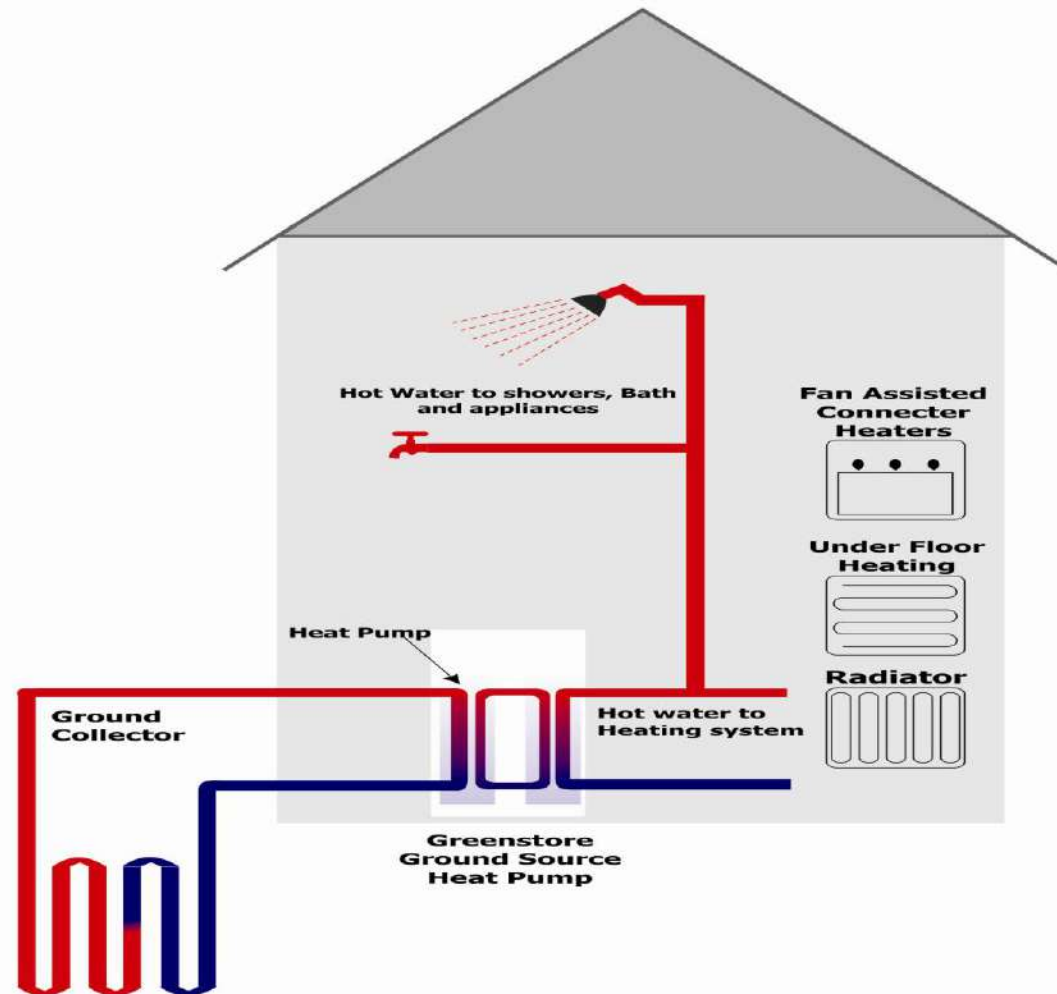 Hot Water to showers, Bath
and appliances
Fan Assisted
Connecter
Heaters
Under Floor
Heating
Heat Pump
Radiator
Ground
Collector
Hot water to
Heating system
Greenstore
Ground Source
Heat Pump